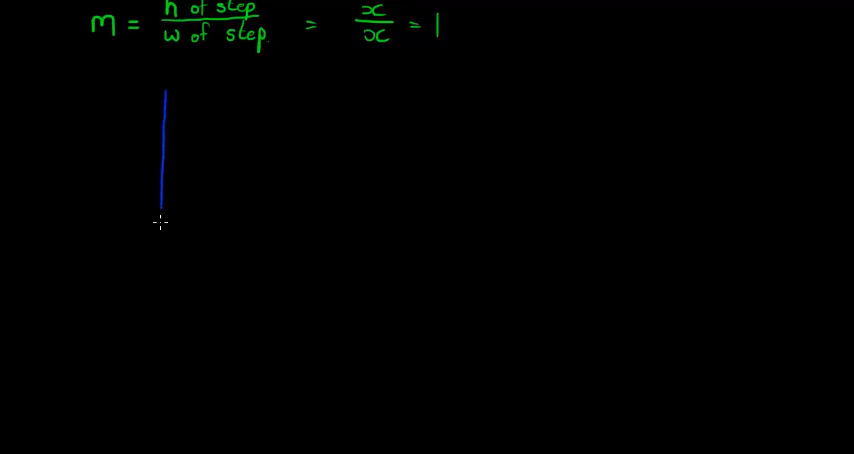 m = h of step / w of step = x / x = 1